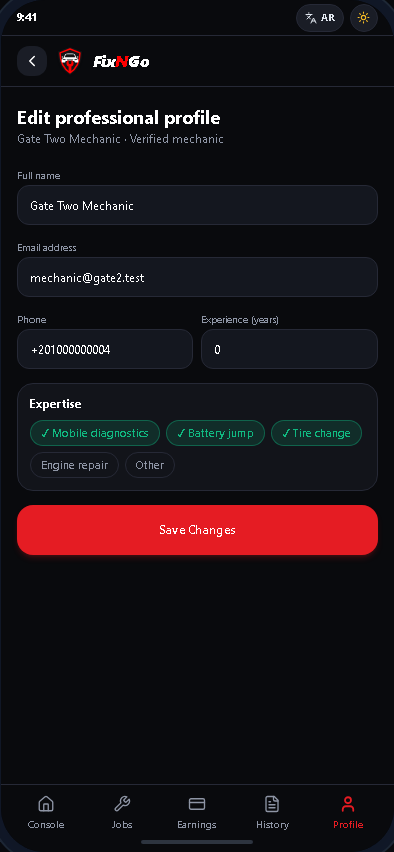 9:41
AR
FixNGo
Edit professional profile
Gate Two Mechanic · Verified mechanic
Full name
Gate Two Mechanic
Email address
mechanic@gate2.test
Phone
Experience (years)
+201000000004
0
Expertise
✓ Mobile diagnostics
✓ Battery jump
✓ Tire change
Engine repair
Other
Save Changes
Console
Jobs
Earnings
History
Profile